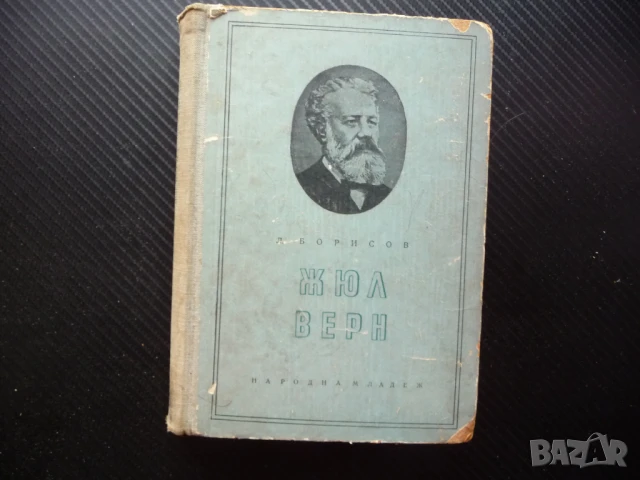 Л. БОРИСОВ
ЖЮЛ
ВЕРН
НАРОДНА МЛАДЕЖ
BAZAR